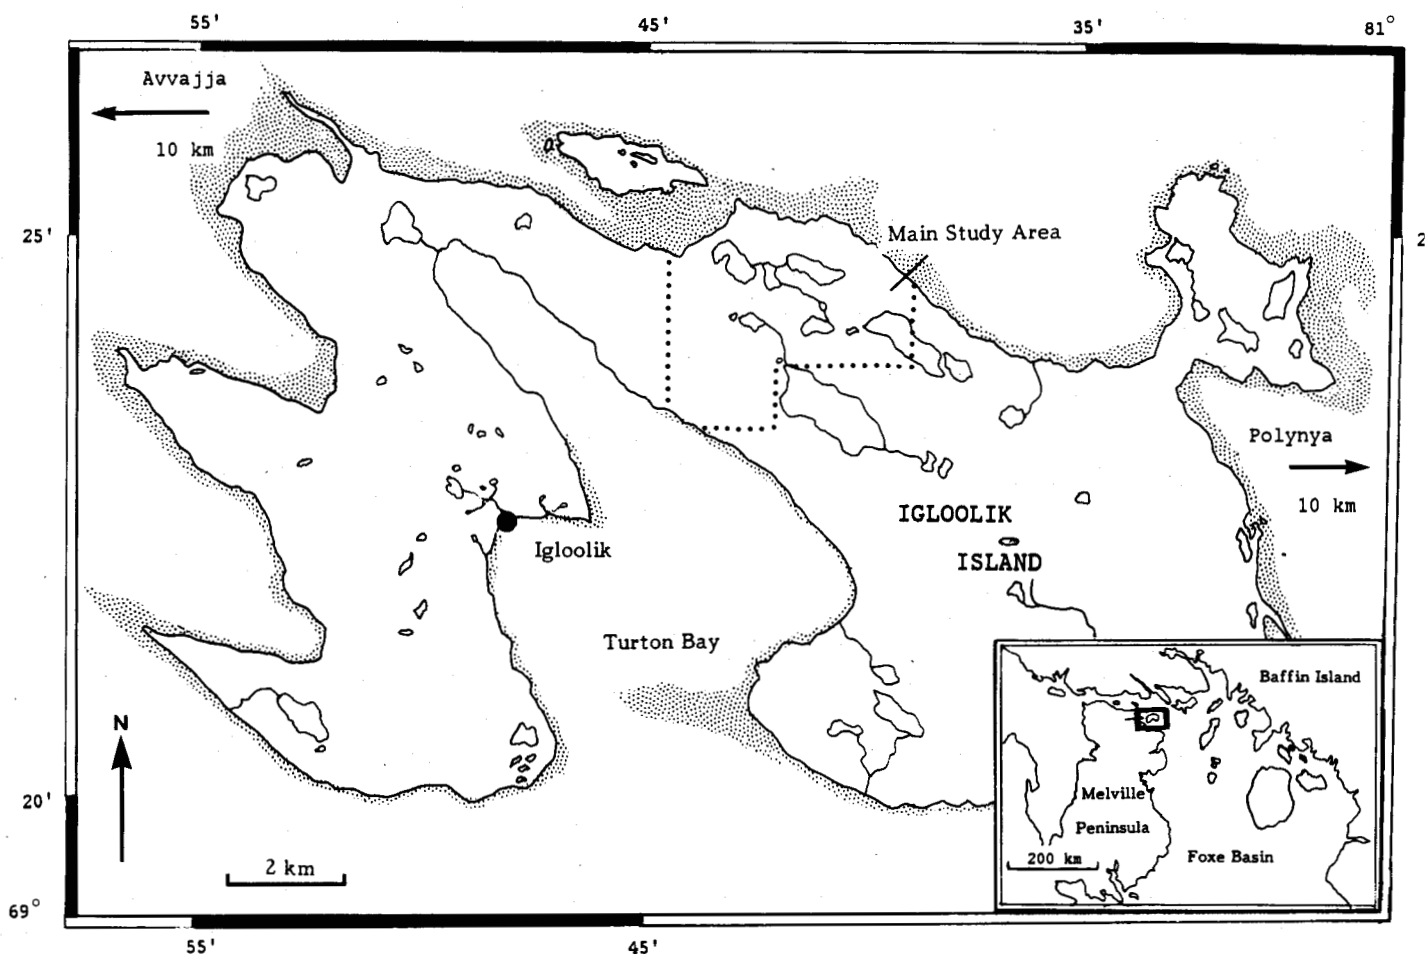 55' 45' 35' 81°
Avvajja
10 km
25' Main Study Area 2
Polynya
10 km
IGLOOLIK
ISLAND
Igloolik
Turton Bay
Baffin Island
N
20'
Melville
Peninsula
200 km Foxe Basin
2 km
69°
55' 45'